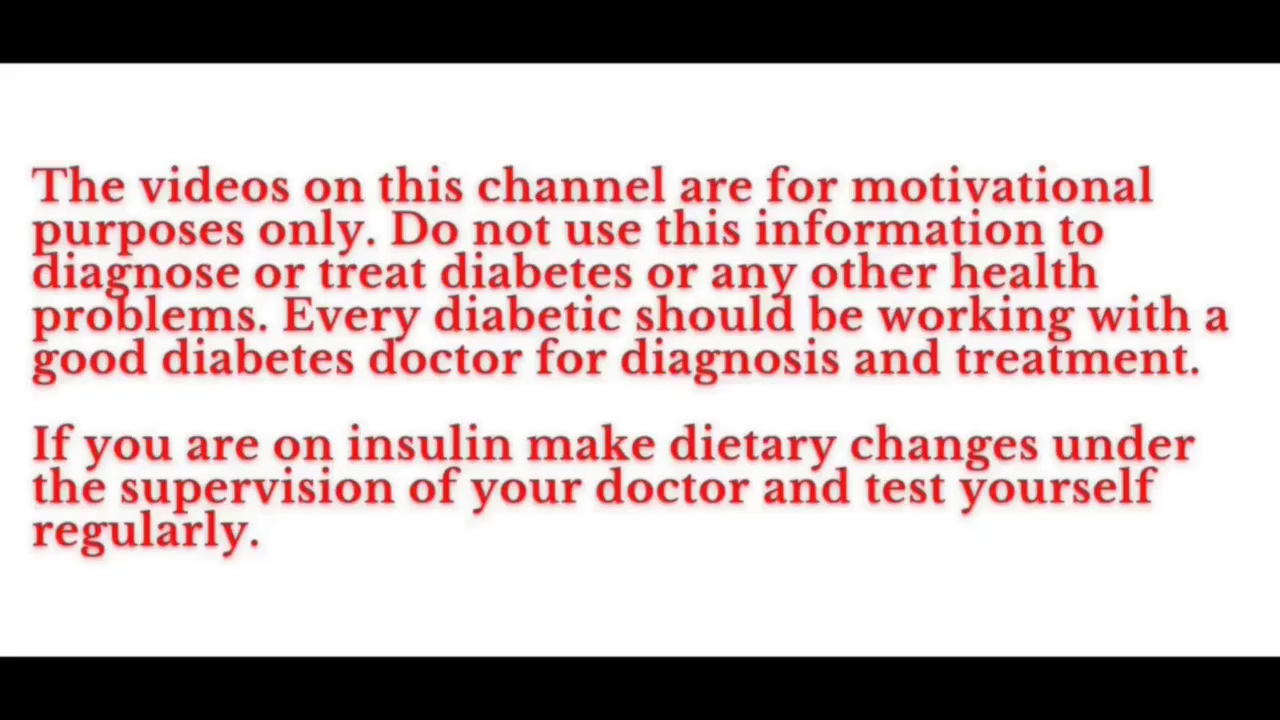 The videos on this channel are for motivational
purposes only. Do not use this information to
diagnose or treat diabetes or any other health
problems. Every diabetic should be working with a
good diabetes doctor for diagnosis and treatment.
If you are on insulin make dietary changes under
the supervision of your doctor and test yourself
regularly.